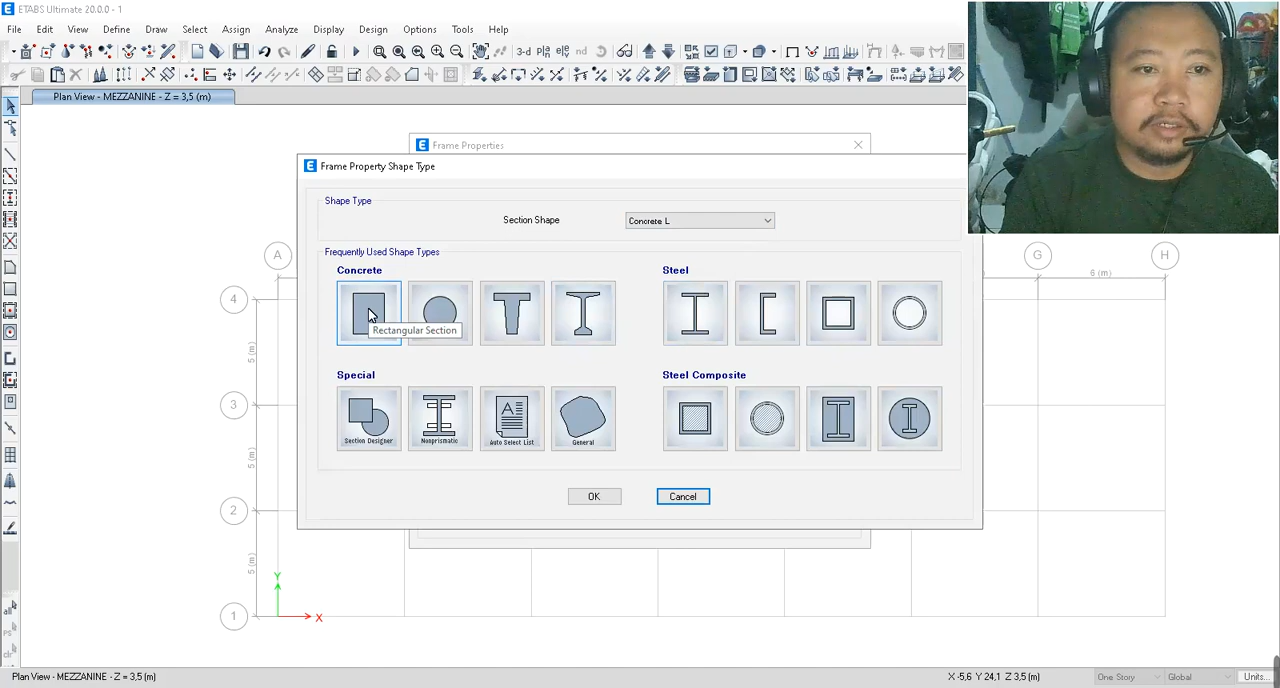 ETABS Ultimate 20.0.0 - 1
File Edit View Define Draw Select Assign Analyze Display Design Options Tools Help
3-d
nd
Plan View - MEZZANINE - Z = 3,5 (m)
Frame Properties
Frame Property Shape Type
Shape Type
Section Shape
Concrete L
Frequently Used Shape Types
Concrete
Steel
Rectangular Section
Special
Steel Composite
Section Designer
Nonprismatic
Auto Select List
General
OK
Cancel
A
G
H
6 (m)
4
5 (m)
3
5 (m)
2
5 (m)
1
Y
X
Plan View - MEZZANINE - Z = 3,5 (m)
X -5,6 Y 24,1 Z 3,5 (m)
One Story
Global
Units...